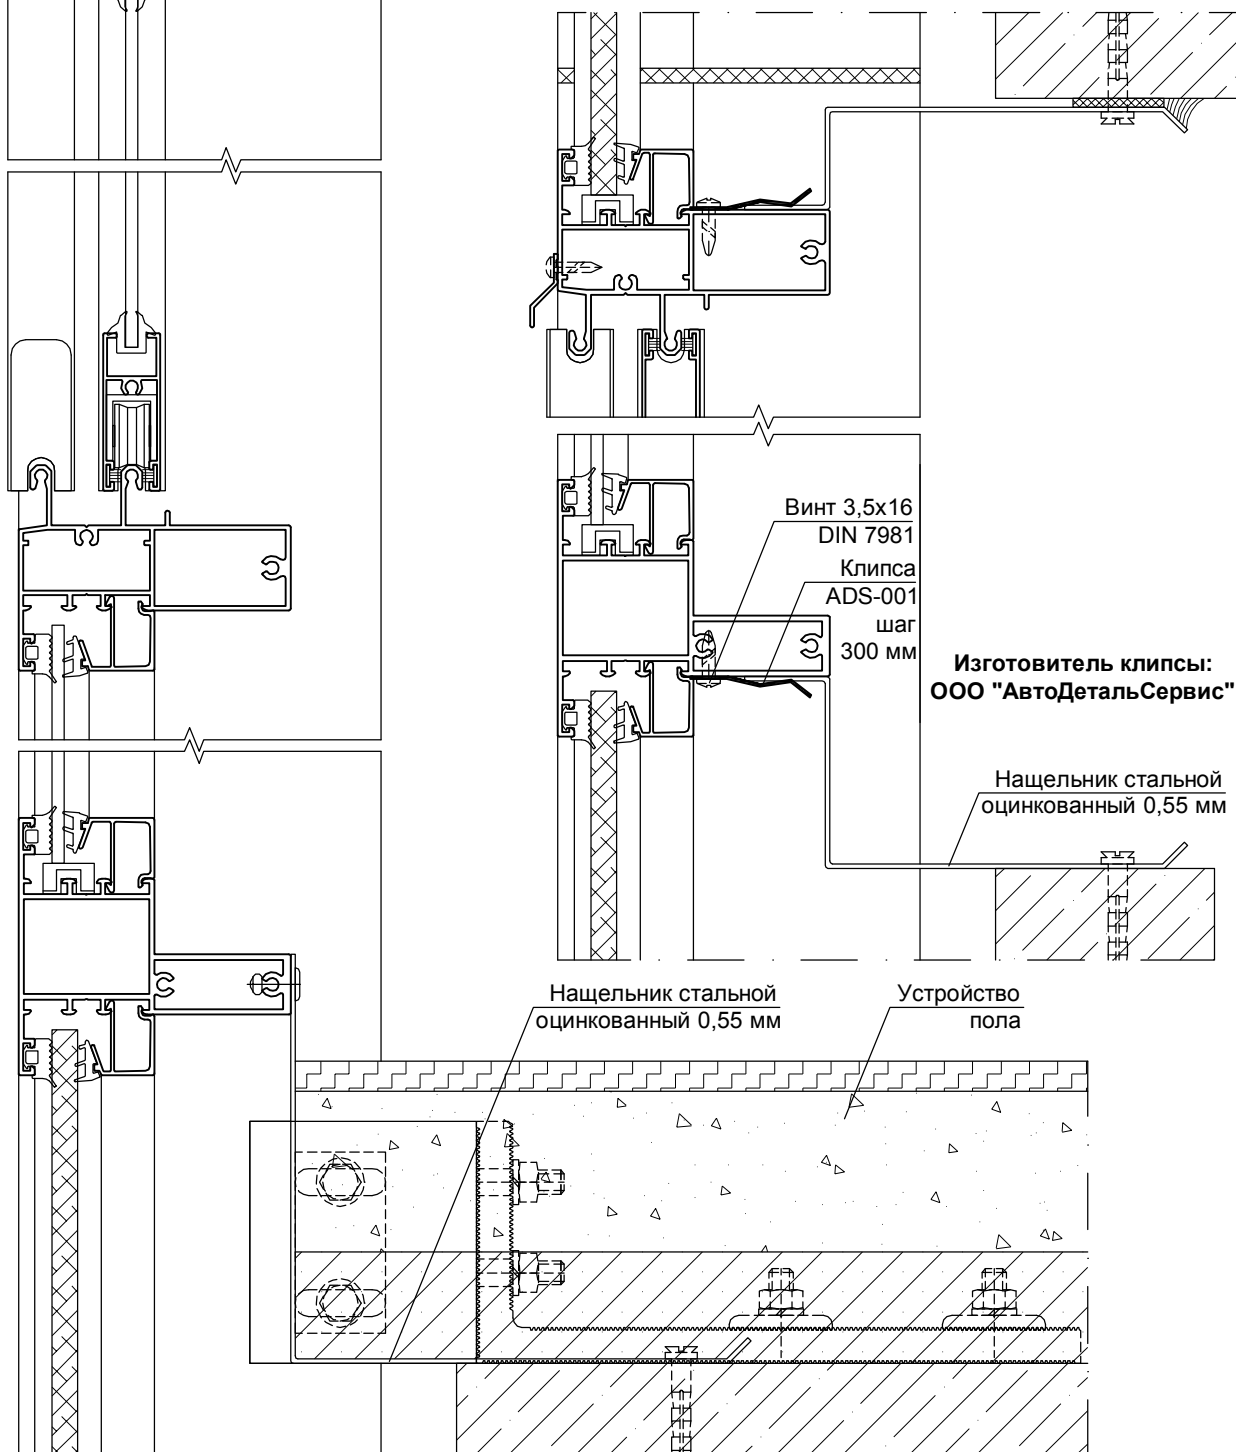 Винт 3,5х16
DIN 7981
Клипса
ADS-001
шаг
300 мм
Изготовитель клипсы:
ООО "АвтоДетальСервис"
Нащельник стальной
оцинкованный 0,55 мм
Нащельник стальной
оцинкованный 0,55 мм
Устройство
пола